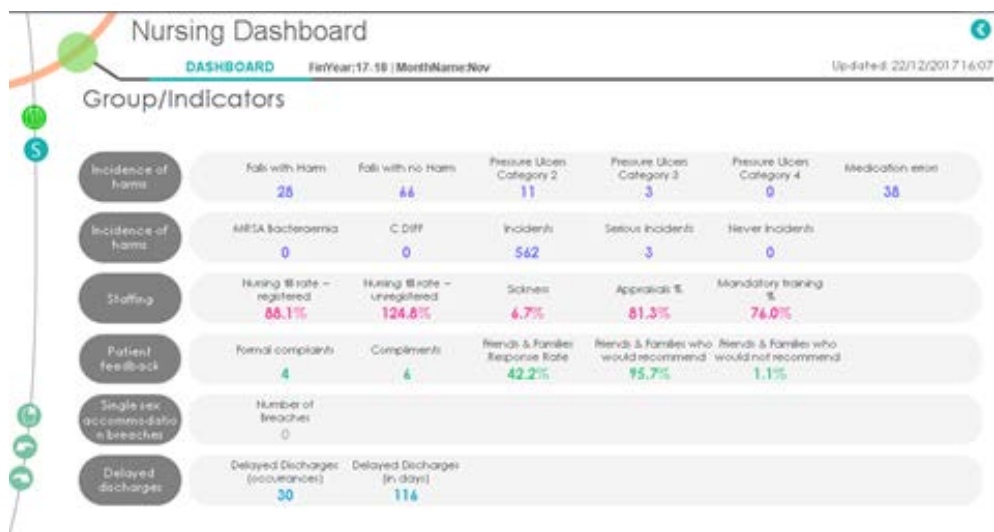 Nursing Dashboard
DASHBOARD FinYear:17-18 | MonthName:Nov Updated: 22/12/2017 16:07
Group/Indicators
S
Incidence of
harms
Falls with Harm Falls with no Harm Pressure Ulcers Category 2 Pressure Ulcers Category 3 Pressure Ulcers Category 4 Medication errors
28 66 11 3 0 38
Incidence of
harms
MRSA Bacteraemia C.DIFF Incidents Serious Incidents Never Incidents
0 0 562 3 0
Staffing
Nursing fill rate – registered Nursing fill rate – unregistered Sickness Appraisals % Mandatory training %
88.1% 124.8% 6.7% 81.3% 76.0%
Patient
feedback
Formal complaints Compliments Friends & Families Response Rate Friends & Families who would recommend Friends & Families who would not recommend
4 6 42.2% 95.7% 1.1%
Single sex
accommodatio
n breaches
Number of
Breaches
0
Delayed
discharges
Delayed Discharges (occurrances) Delayed Discharges (in days)
30 116